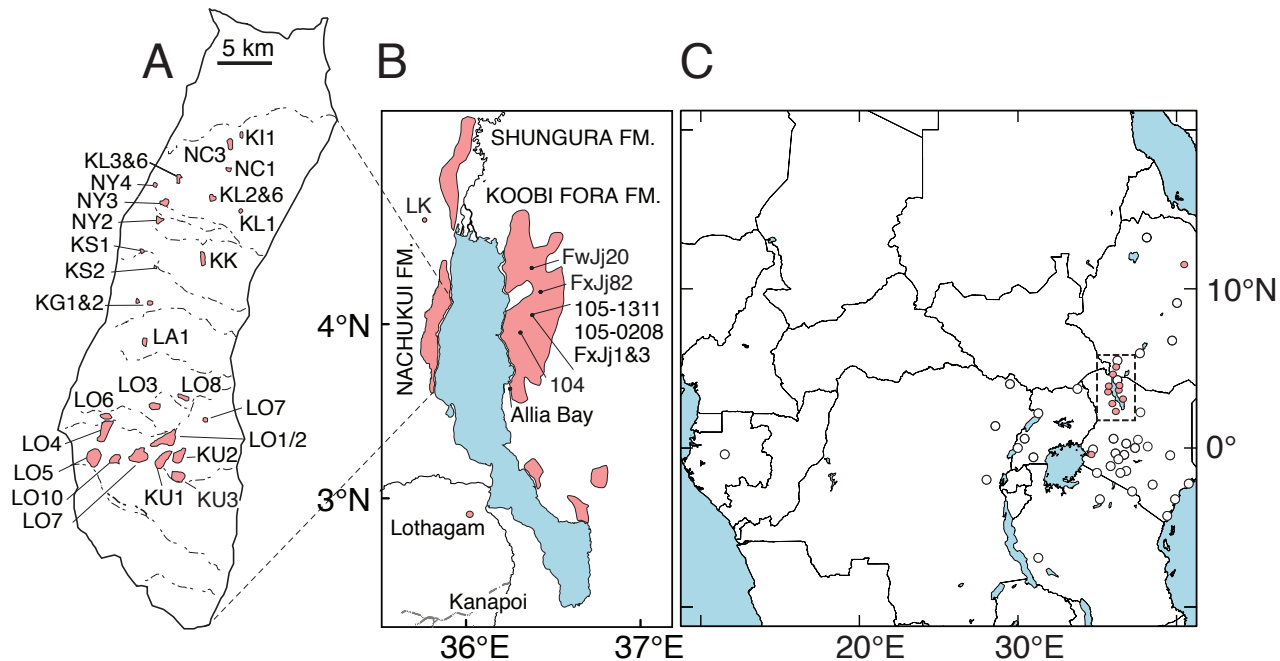 A
5 km
KI1
NC3
KL3&6
NC1
NY4
KL2&6
NY3
NY2
KL1
KS1
KK
KS2
KG1&2
LA1
LO3
LO8
LO6
LO7
LO4
LO1/2
LO5
KU2
LO10
KU1
KU3
LO7
B
SHUNGURA FM.
KOOBI FORA FM.
LK
NACHUKUI FM.
FwJj20
FxJj82
105-1311
105-0208
FxJj1&3
104
Allia Bay
Lothagam
Kanapoi
4°N
3°N
36°E
37°E
C
10°N
0°
20°E
30°E